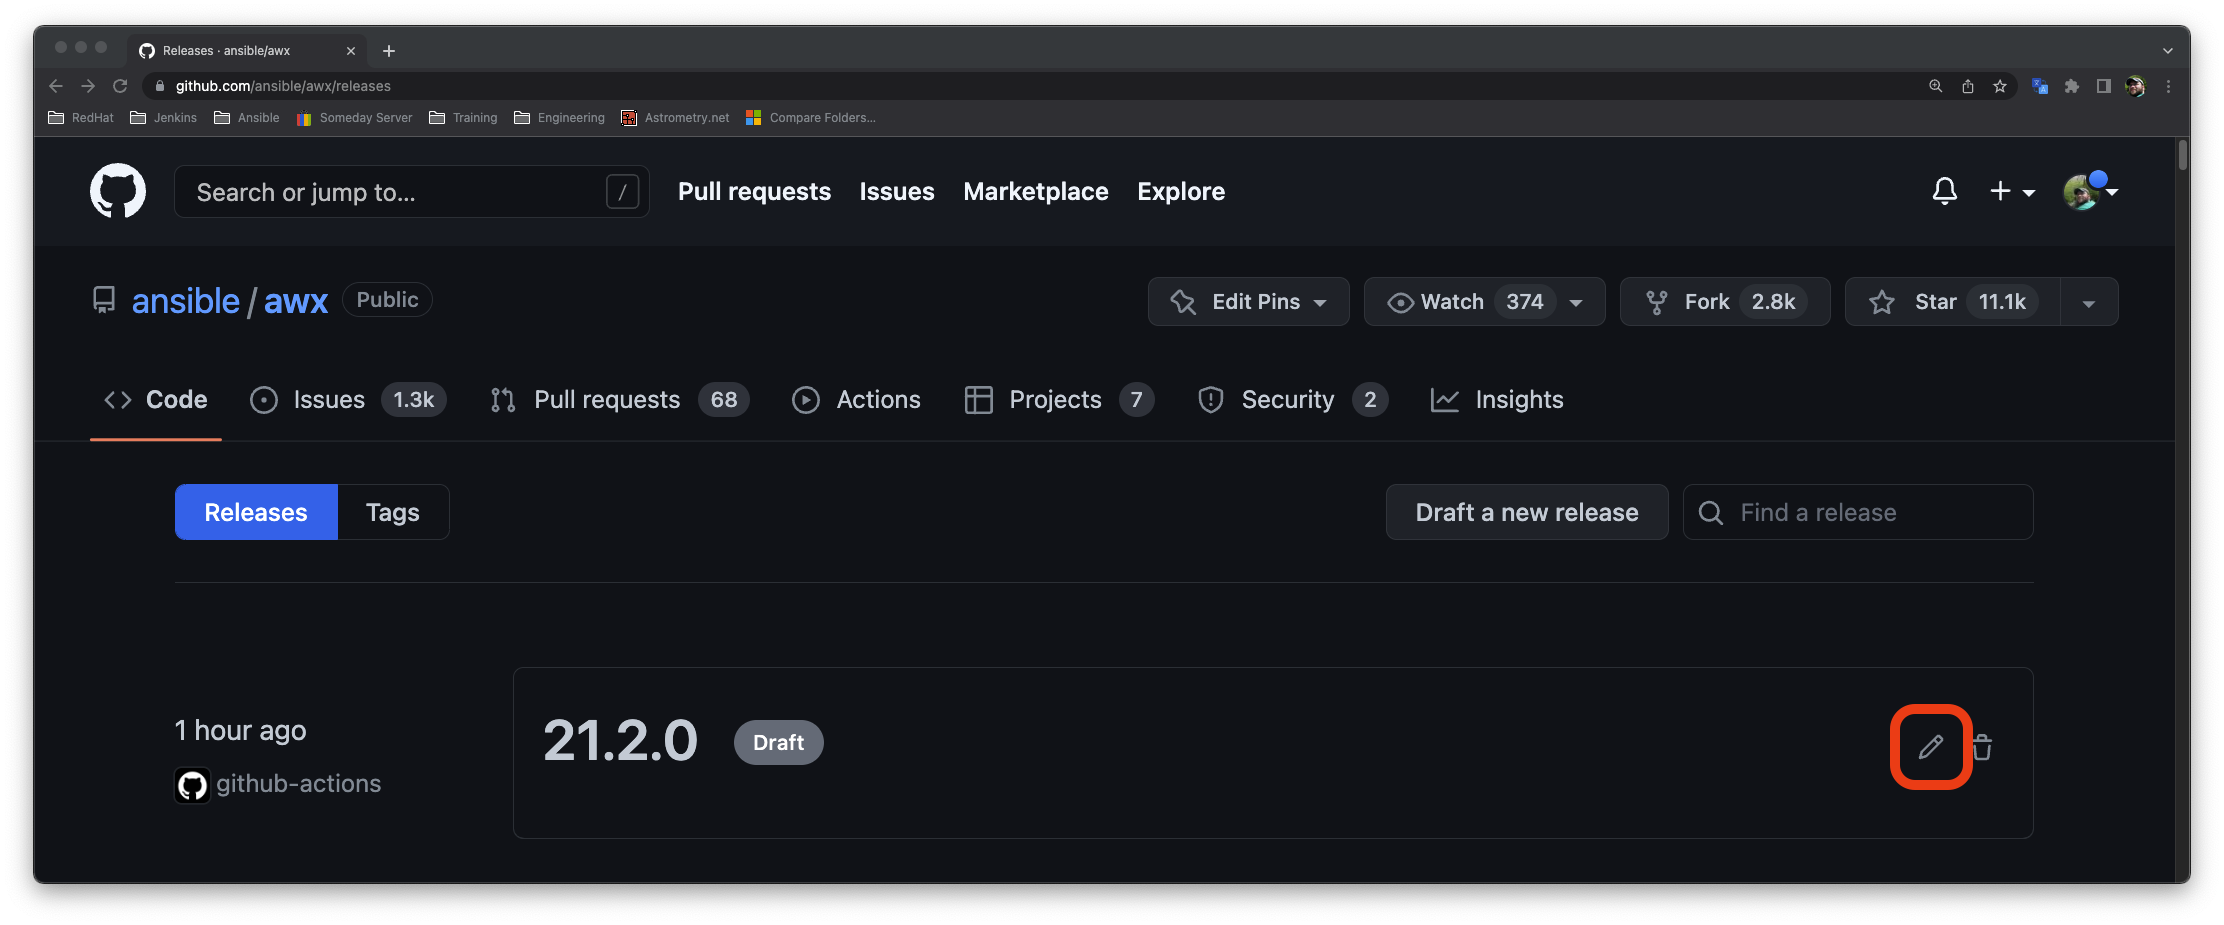 Releases · ansible/awx
github.com/ansible/awx/releases
RedHat Jenkins Ansible Someday Server Training Engineering Astrometry.net Compare Folders...
Search or jump to... / Pull requests Issues Marketplace Explore
ansible / awx Public Edit Pins Watch 374 Fork 2.8k Star 11.1k
Code Issues 1.3k Pull requests 68 Actions Projects 7 Security 2 Insights
Releases Tags Draft a new release Find a release
1 hour ago 21.2.0 Draft
github-actions